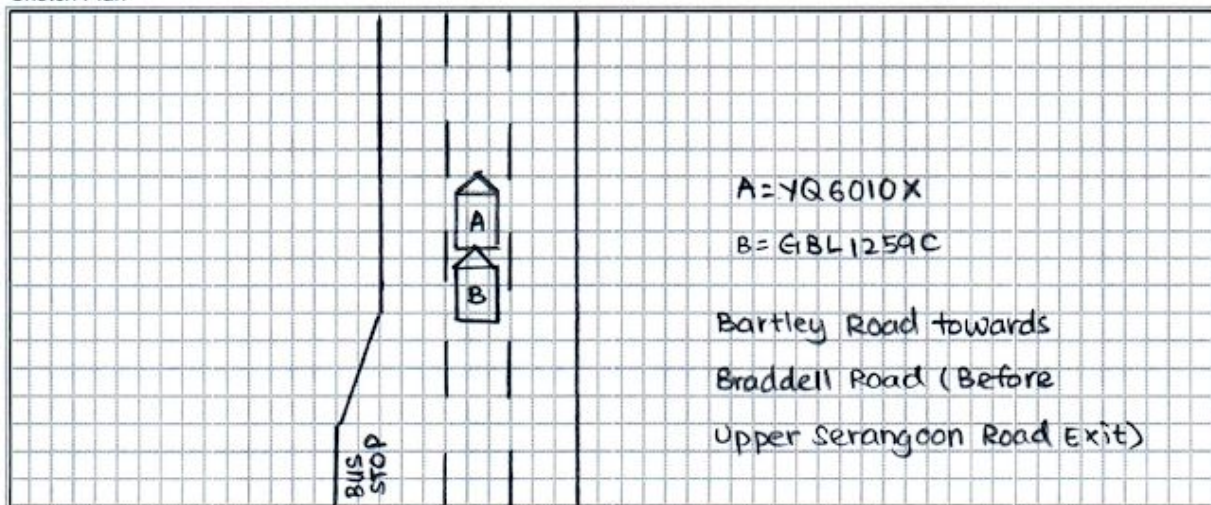 A
B
BUS
STOP
A = YQ6010X
B = GBL1259C
Bartley Road towards
Braddell Road (Before
Upper Serangoon Road Exit)